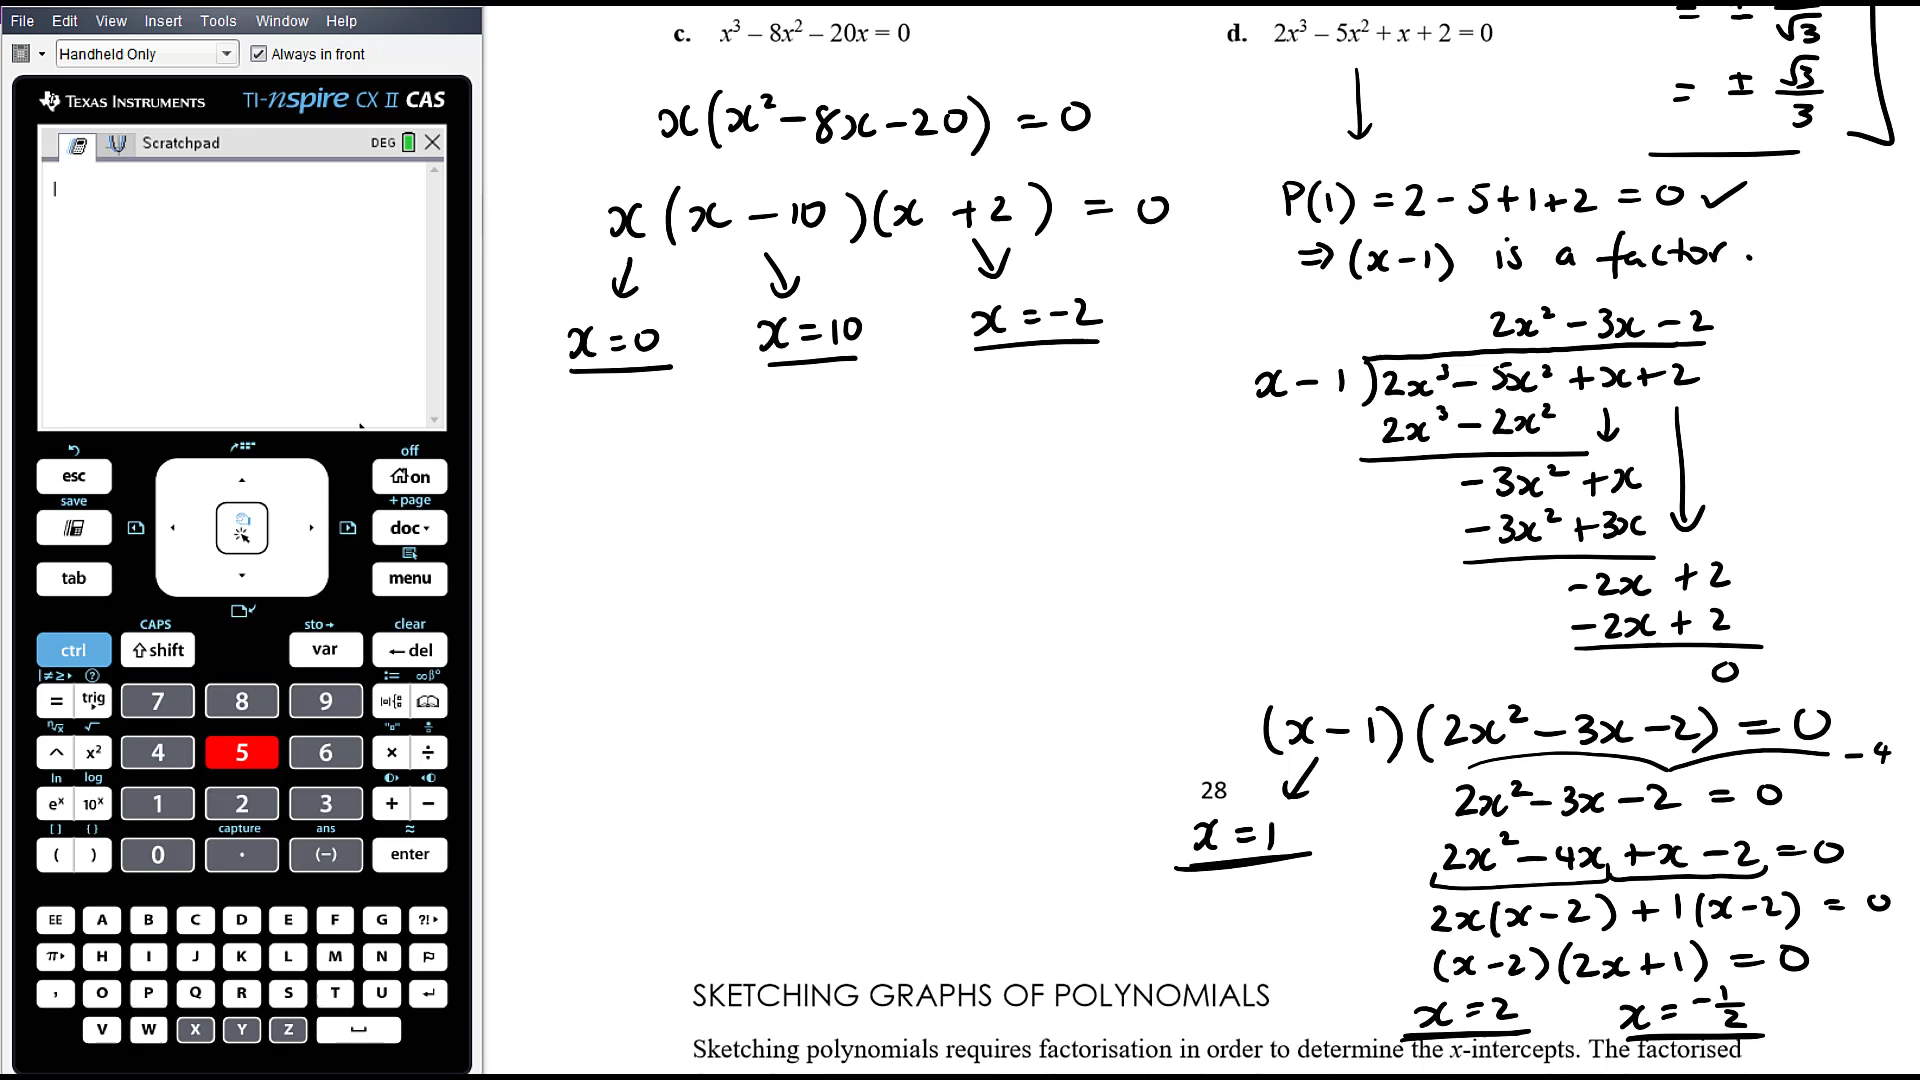 File Edit View Insert Tools Window Help
Handheld Only Always in front
TEXAS INSTRUMENTS TI-nspire CX II CAS
Scratchpad DEG
off
esc on
save +page
doc
tab menu
CAPS sto→ clear
ctrl ⇧shift var ←del
|≠≥▸ ? := ∞β°
= trig 7 8 9
ⁿ√x √ "□" ÷
^ x² 4 5 6 × ÷
ln log
eˣ 10ˣ 1 2 3 + −
[ ] { } capture ans ≈
( ) 0 . (−) enter
EE A B C D E F G ?!▸
π▸ H I J K L M N
, O P Q R S T U ↵
V W X Y Z
c. x³ – 8x² – 20x = 0
x(x²-8x-20) = 0
x(x-10)(x+2) = 0
x=0 x=10 x=-2
d. 2x³ – 5x² + x + 2 = 0
= ± /√3
= ± √3/3
P(1) = 2-5+1+2 = 0 ✓
⇒ (x-1) is a factor.
2x² - 3x - 2
x-1)2x³ - 5x² + x + 2
2x³ - 2x²
-3x² + x
-3x² + 3x
-2x + 2
-2x + 2
0
(x-1)(2x²-3x-2) = 0
-4
28
x = 1
2x²-3x-2 = 0
2x²-4x+x-2 = 0
2x(x-2)+1(x-2) = 0
(x-2)(2x+1) = 0
x=2 x=-1/2
SKETCHING GRAPHS OF POLYNOMIALS
Sketching polynomials requires factorisation in order to determine the x-intercepts. The factorised